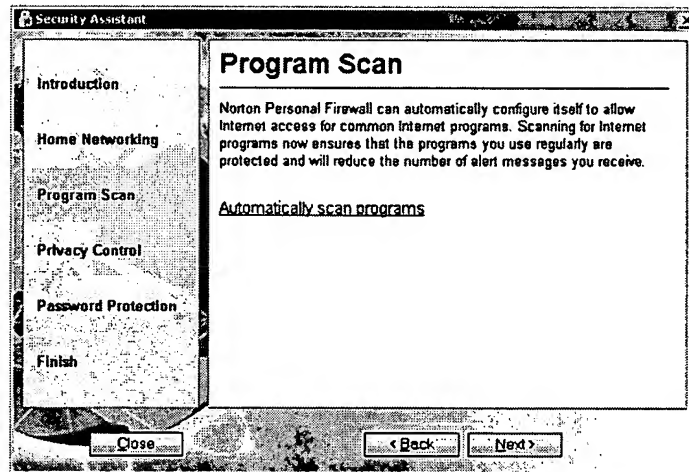 Security Assistant
Introduction
Home Networking
Program Scan
Privacy Control
Password Protection
Finish
Program Scan
Norton Personal Firewall can automatically configure itself to allow
Internet access for common Internet programs. Scanning for Internet
programs now ensures that the programs you use regularly are
protected and will reduce the number of alert messages you receive.
Automatically scan programs
Close
< Back
Next >